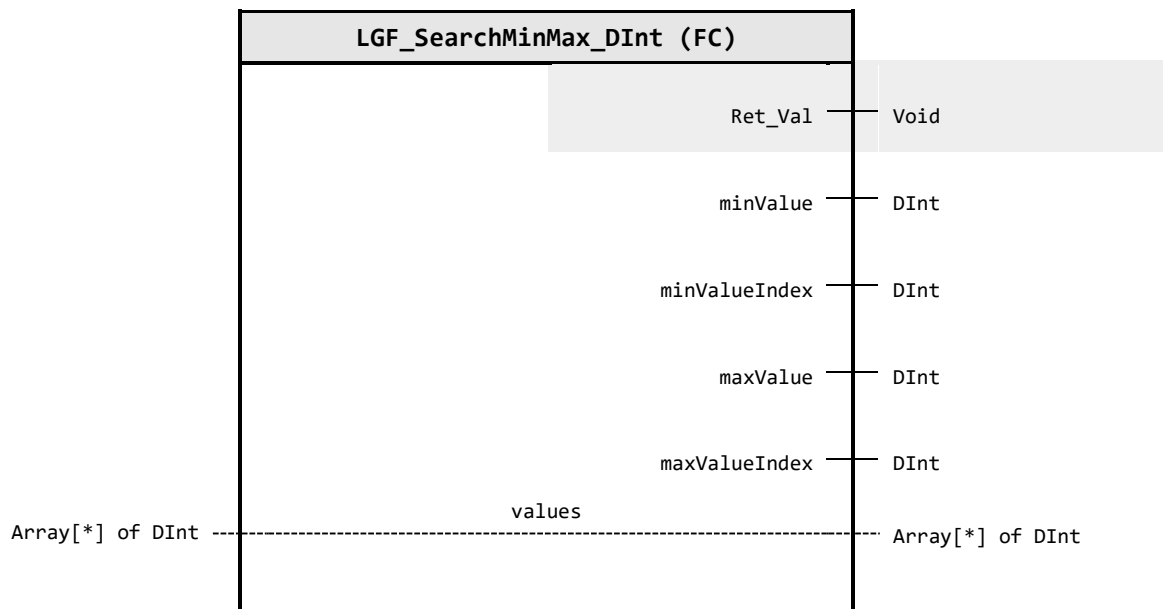 LGF_SearchMinMax_DInt (FC)
Ret_Val Void
minValue DInt
minValueIndex DInt
maxValue DInt
maxValueIndex DInt
values
Array[*] of DInt Array[*] of DInt